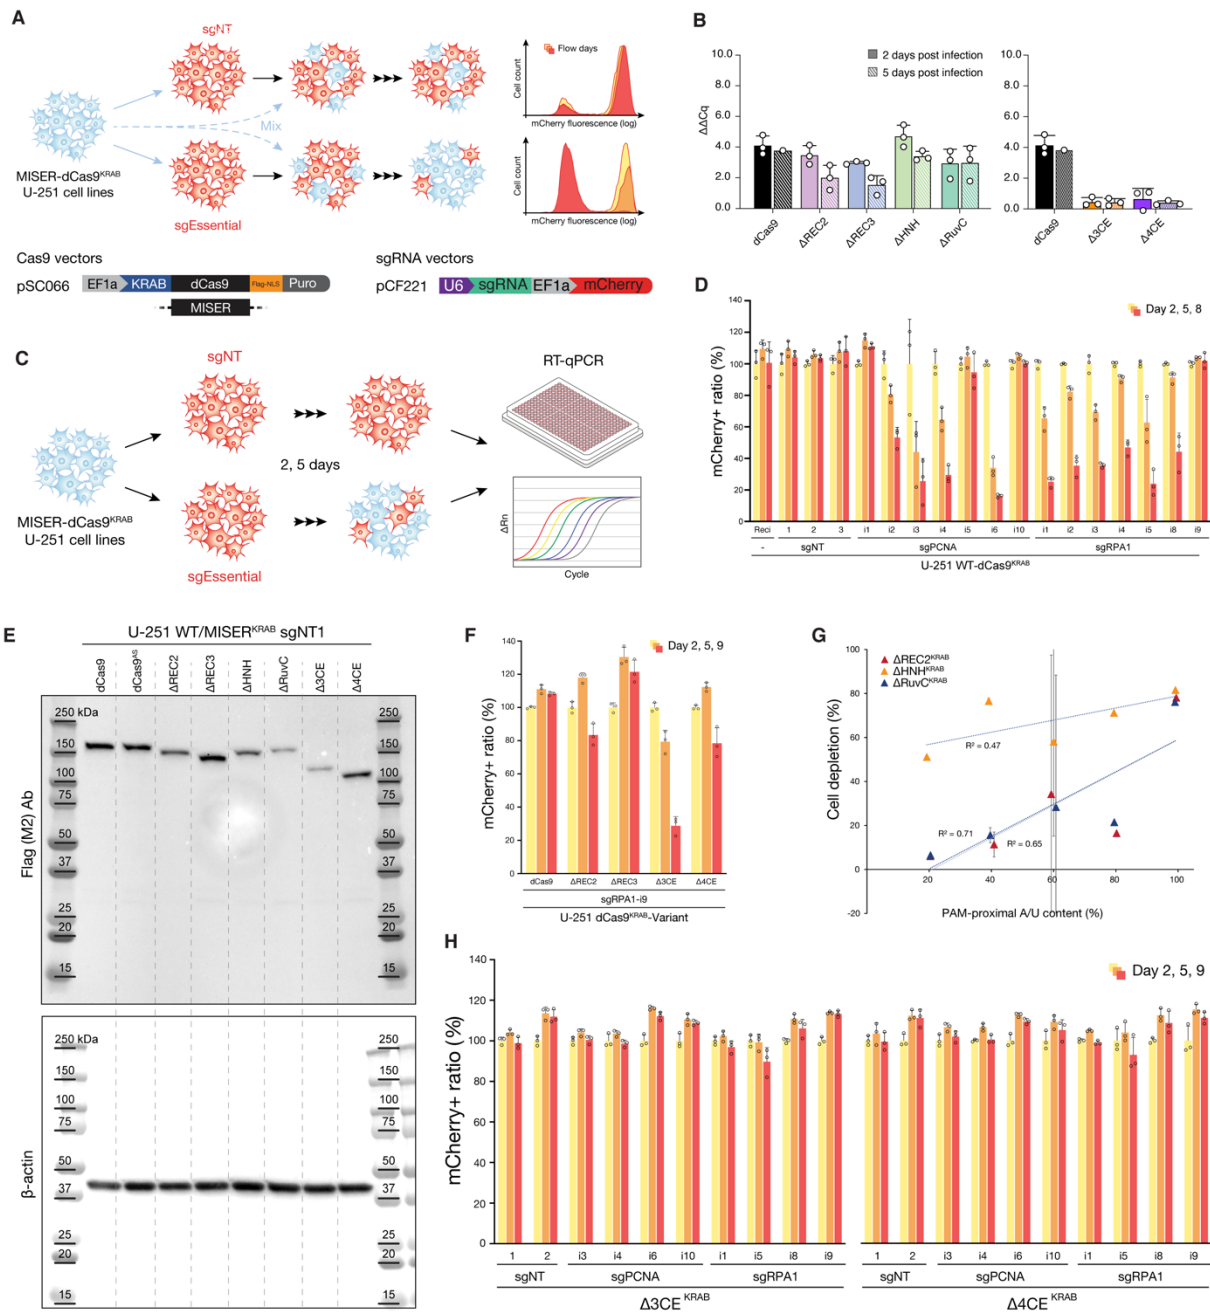 A
sgNT
Mix
MISER-dCas9KRAB
U-251 cell lines
sgEssential
Flow days
Cell count
mCherry fluorescence (log)
Cell count
mCherry fluorescence (log)
Cas9 vectors
pSC066
EF1a
KRAB
dCas9
Flag-NLS
Puro
MISER
sgRNA vectors
pCF221
U6
sgRNA
EF1a
mCherry
B
2 days post infection
5 days post infection
ΔΔCq
12.0
10.0
8.0
6.0
4.0
2.0
0.0
dCas9
ΔREC2
ΔREC3
ΔHNH
ΔRuvC
12.0
10.0
8.0
6.0
4.0
2.0
0.0
dCas9
Δ3CE
Δ4CE
C
sgNT
2, 5 days
MISER-dCas9KRAB
U-251 cell lines
sgEssential
RT-qPCR
ΔRn
Cycle
D
Day 2, 5, 8
mCherry+ ratio (%)
140
120
100
80
60
40
20
0
Reci 1 2 3 i1 i2 i3 i4 i5 i6 i10 i1 i2 i3 i4 i5 i8 i9
- sgNT sgPCNA sgRPA1
U-251 WT-dCas9KRAB
E
U-251 WT/MISERKRAB sgNT1
dCas9
dCas9AS
ΔREC2
ΔREC3
ΔHNH
ΔRuvC
Δ3CE
Δ4CE
Flag (M2) Ab
250 kDa 250
150 150
100 100
75 75
50 50
37 37
25 25
20 20
15 15
β-actin
250 kDa 250
150 150
100 100
75 75
50 50
37 37
25 25
20 20
15 15
F
Day 2, 5, 9
mCherry+ ratio (%)
140
120
100
80
60
40
20
0
dCas9 ΔREC2 ΔREC3 Δ3CE Δ4CE
sgRPA1-i9
U-251 dCas9KRAB-Variant
G
ΔREC2KRAB
ΔHNHKRAB
ΔRuvCKRAB
Cell depletion (%)
100
80
60
40
20
0
-20
R² = 0.47
R² = 0.71
R² = 0.65
20 40 60 80 100
PAM-proximal A/U content (%)
H
Day 2, 5, 9
mCherry+ ratio (%)
140
120
100
80
60
40
20
0
1 2 i3 i4 i6 i10 i1 i5 i8 i9
sgNT sgPCNA sgRPA1
Δ3CE KRAB
1 2 i3 i4 i6 i10 i1 i5 i8 i9
sgNT sgPCNA sgRPA1
Δ4CE KRAB